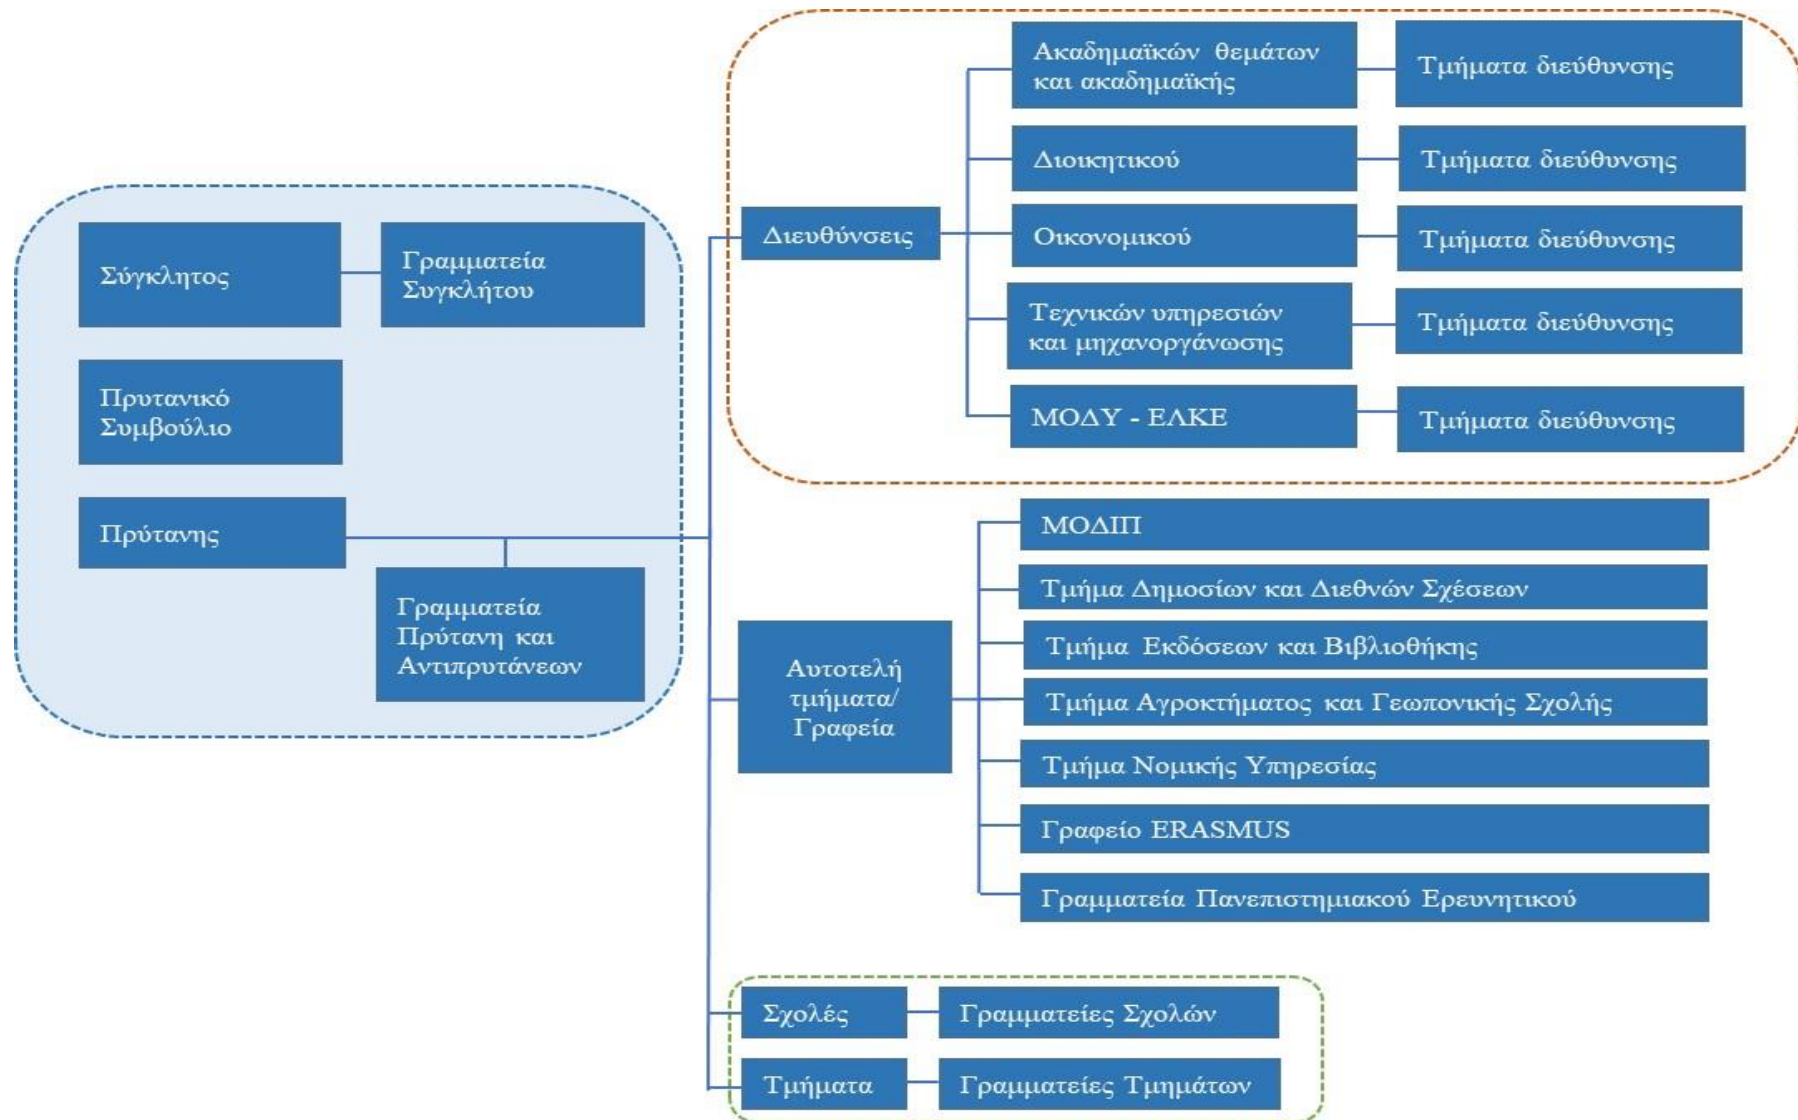 Σύγκλητος
Γραμματεία
Συγκλήτου
Πρυτανικό
Συμβούλιο
Πρύτανης
Γραμματεία
Πρύτανη και
Αντιπρυτάνεων
Διευθύνσεις
Ακαδημαϊκών θεμάτων
και ακαδημαϊκής
Τμήματα διεύθυνσης
Διοικητικού
Τμήματα διεύθυνσης
Οικονομικού
Τμήματα διεύθυνσης
Τεχνικών υπηρεσιών
και μηχανοργάνωσης
Τμήματα διεύθυνσης
ΜΟΔΥ - ΕΛΚΕ
Τμήματα διεύθυνσης
Αυτοτελή
τμήματα/
Γραφεία
ΜΟΔΙΠ
Τμήμα Δημοσίων και Διεθνών Σχέσεων
Τμήμα Εκδόσεων και Βιβλιοθήκης
Τμήμα Αγροκτήματος και Γεωπονικής Σχολής
Τμήμα Νομικής Υπηρεσίας
Γραφείο ERASMUS
Γραμματεία Πανεπιστημιακού Ερευνητικού
Σχολές
Γραμματείες Σχολών
Τμήματα
Γραμματείες Τμημάτων